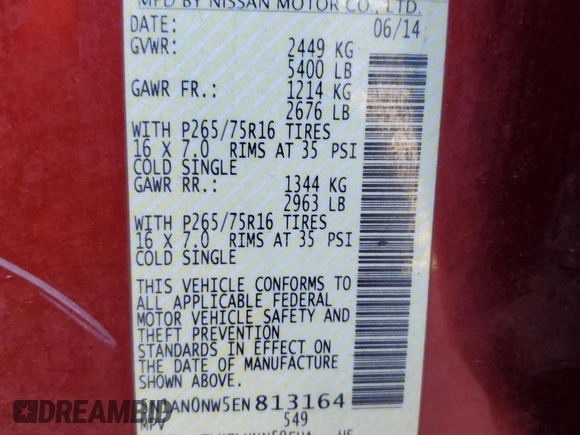 MFD BY NISSAN MOTOR CO., LTD.
DATE: 06/14
GVWR: 2449 KG
5400 LB
GAWR FR.: 1214 KG
2676 LB
WITH P265/75R16 TIRES
16 X 7.0 RIMS AT 35 PSI
COLD SINGLE
GAWR RR.: 1344 KG
2963 LB
WITH P265/75R16 TIRES
16 X 7.0 RIMS AT 35 PSI
COLD SINGLE
THIS VEHICLE CONFORMS TO
ALL APPLICABLE FEDERAL
MOTOR VEHICLE SAFETY AND
THEFT PREVENTION
STANDARDS IN EFFECT ON
THE DATE OF MANUFACTURE
SHOWN ABOVE.
813164
549
MPV
BIDHISTORY